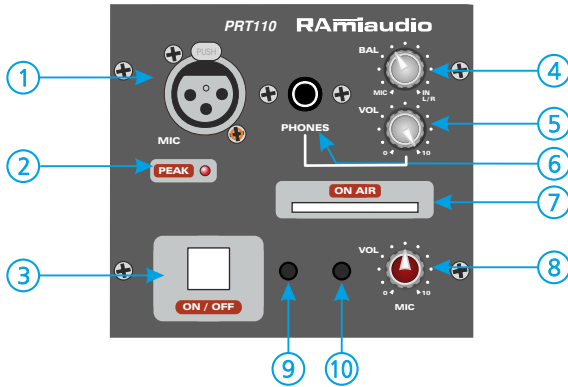 PRT110 RAmiaudio
PUSH
BAL
MIC
IN
L/R
1
4
VOL
0
10
5
MIC
PHONES
6
2
PEAK
ON AIR
7
3
VOL
0
10
8
ON / OFF
MIC
9
10